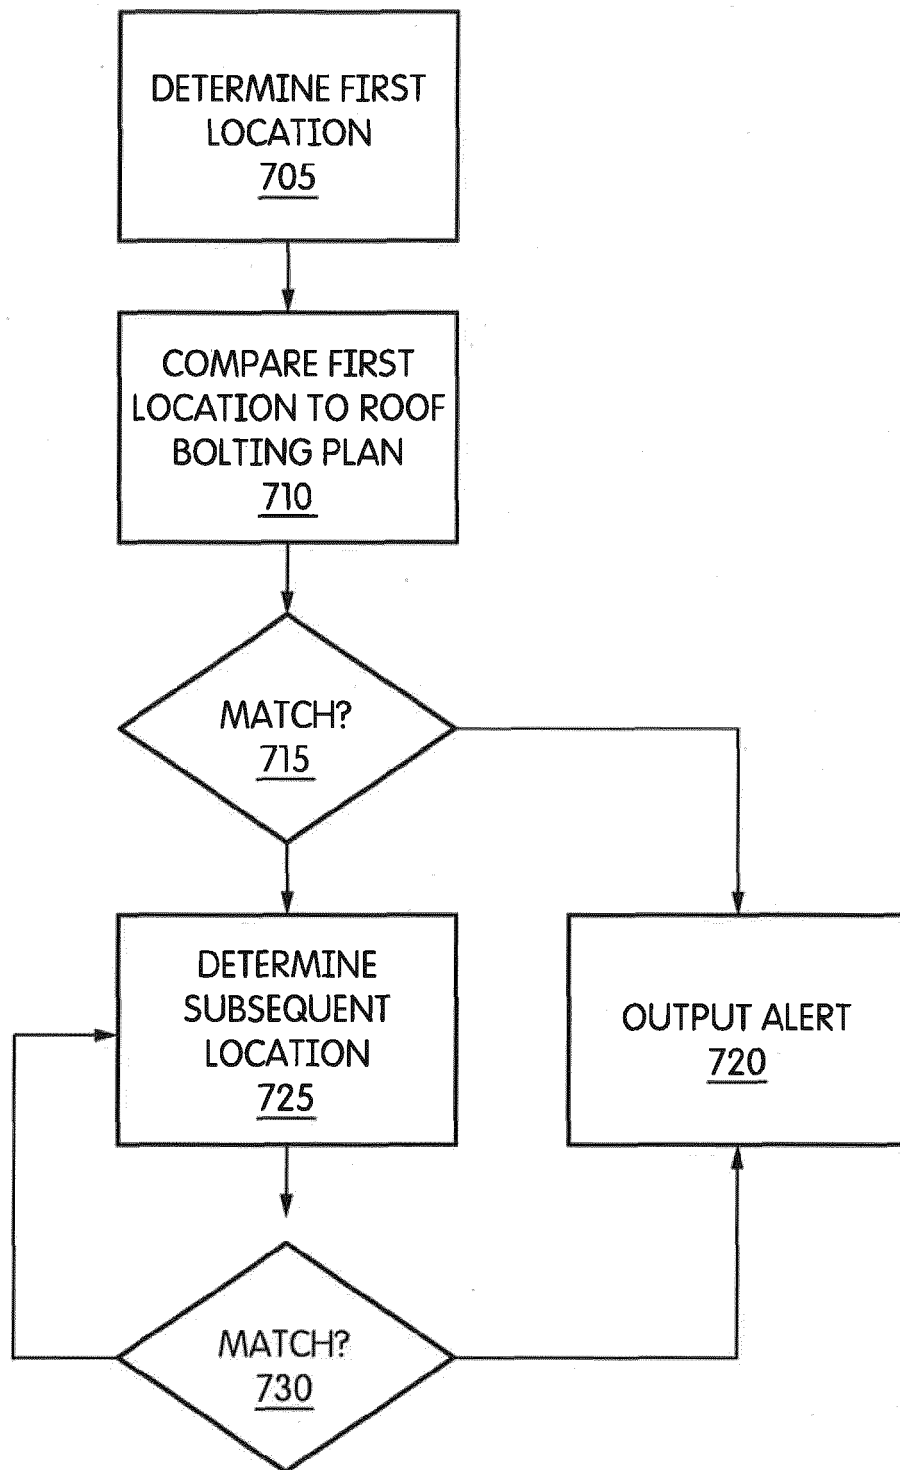 DETERMINE FIRST
LOCATION
705
COMPARE FIRST
LOCATION TO ROOF
BOLTING PLAN
710
MATCH?
715
DETERMINE
SUBSEQUENT
LOCATION
725
OUTPUT ALERT
720
MATCH?
730